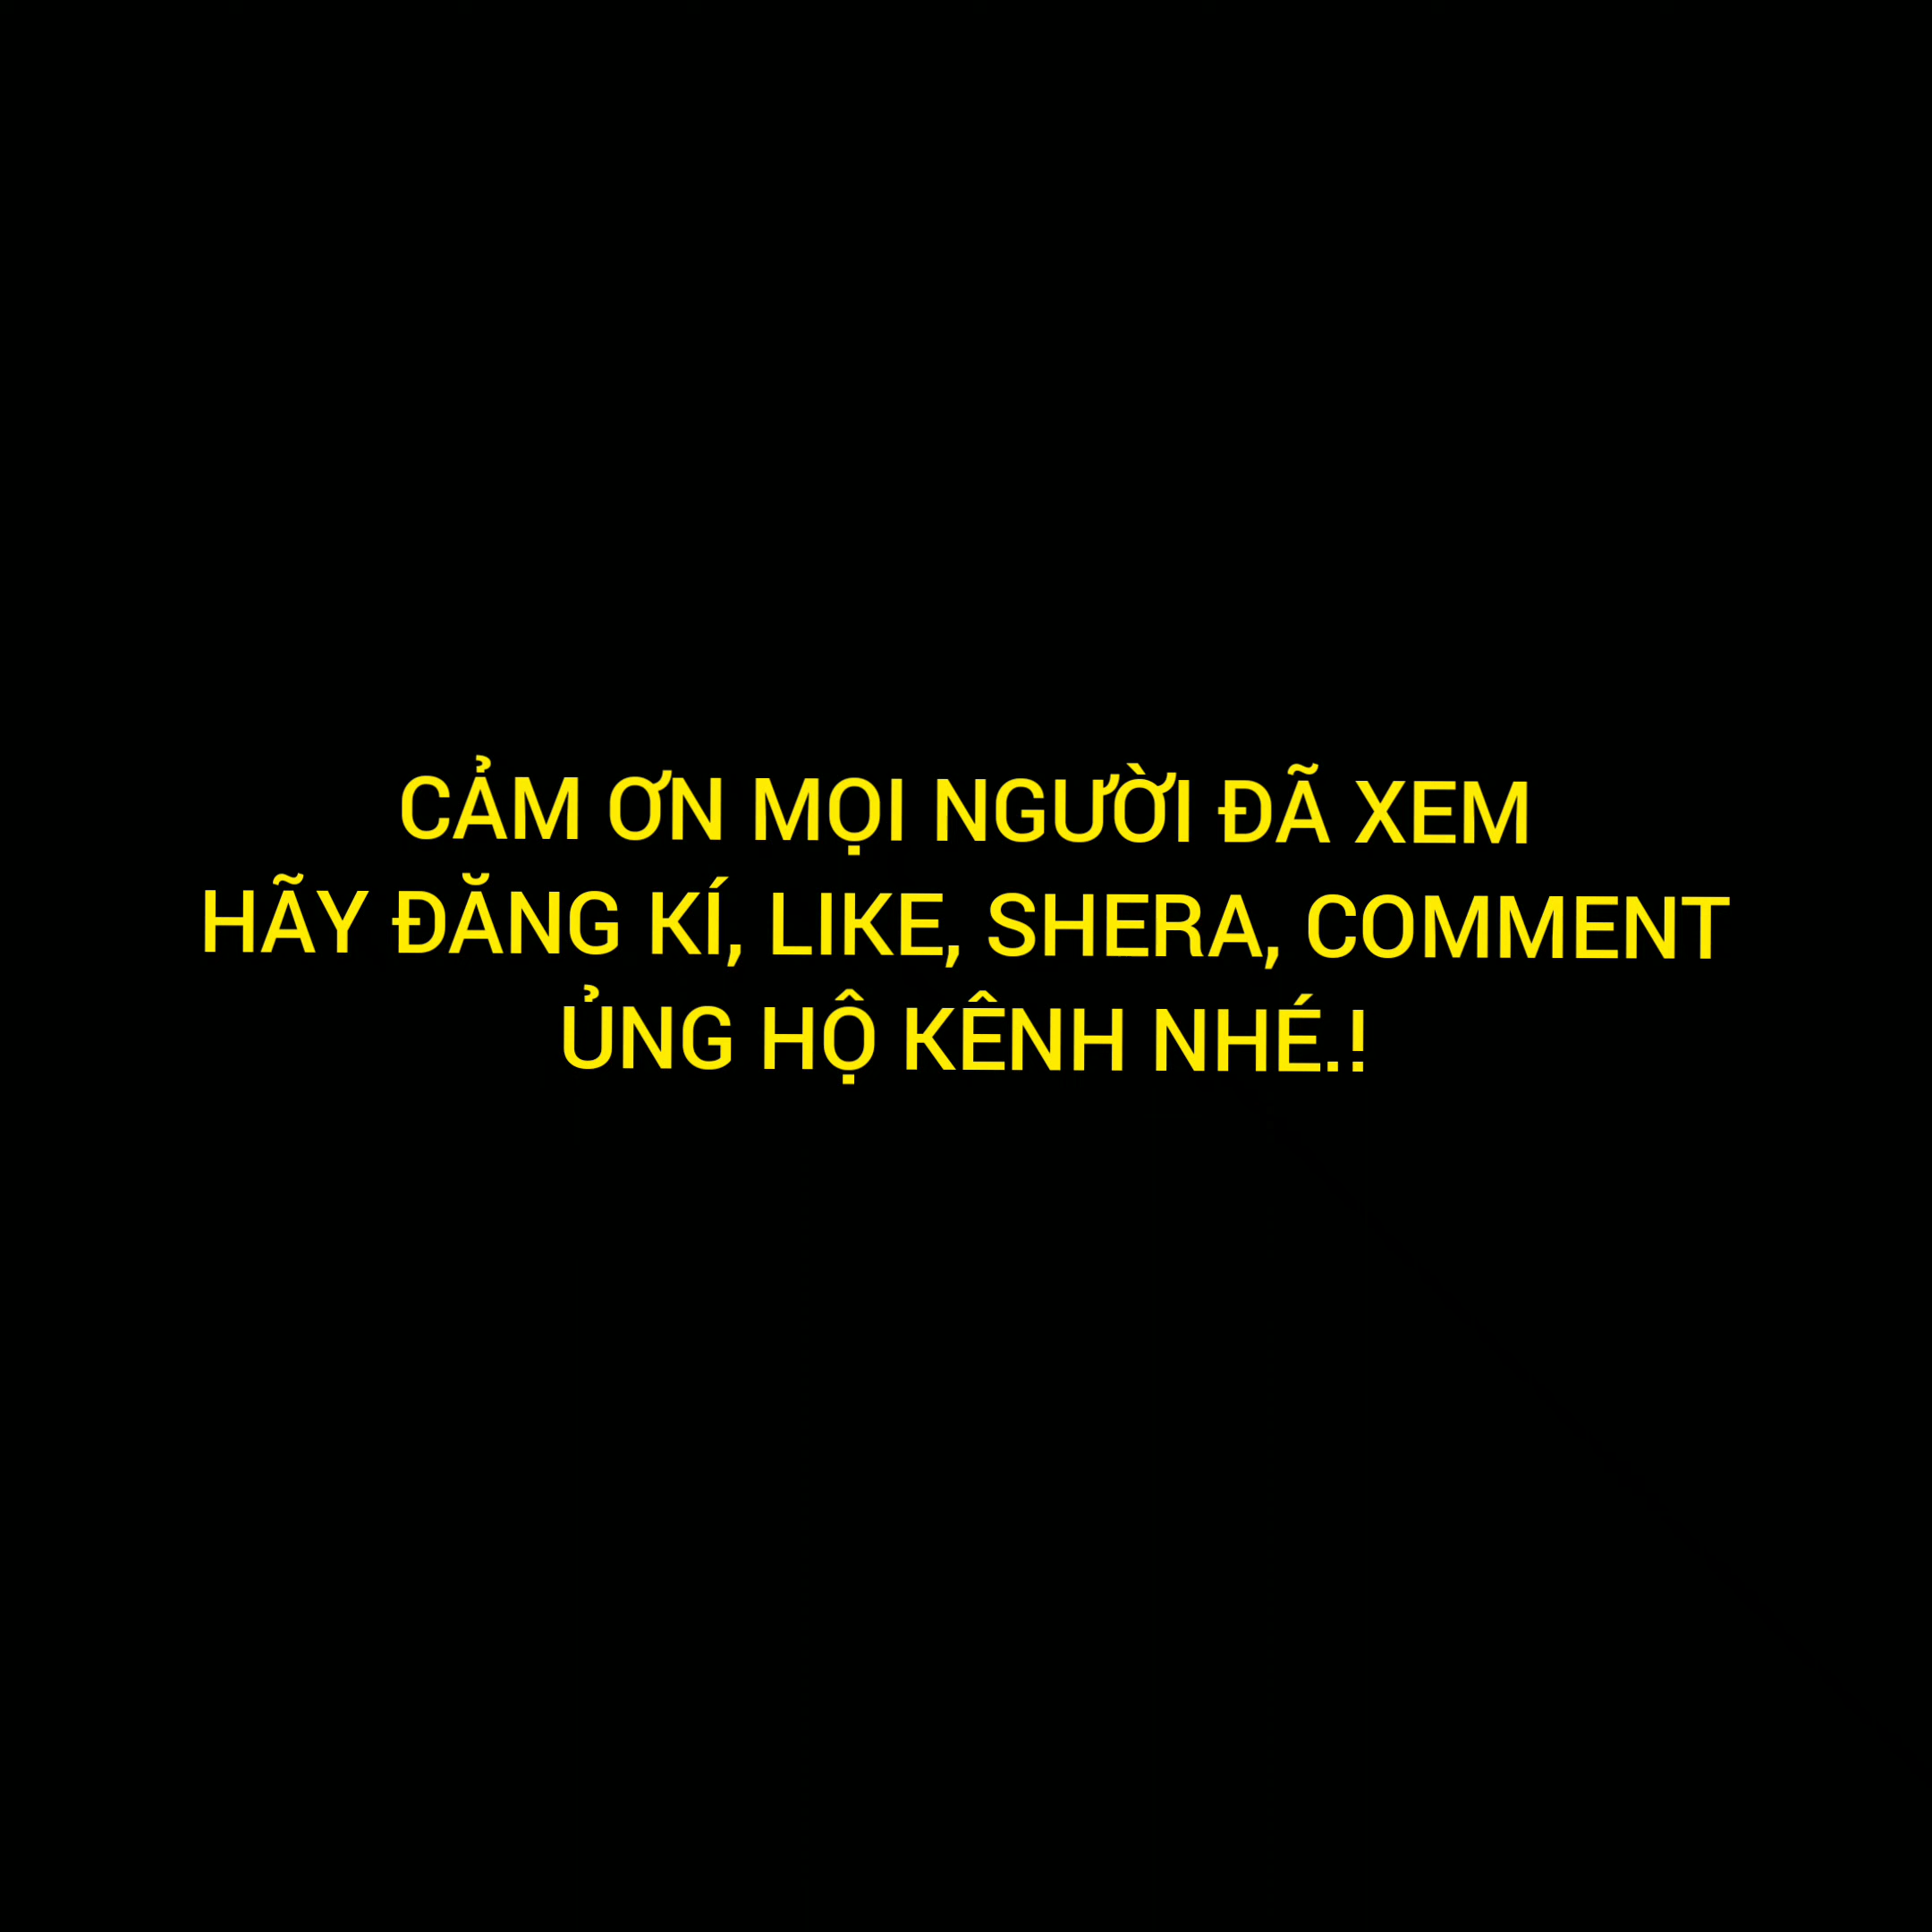 CẢM ƠN MỌI NGƯỜI ĐÃ XEM
HÃY ĐĂNG KÍ, LIKE, SHERA, COMMENT
ỦNG HỘ KÊNH NHÉ.!